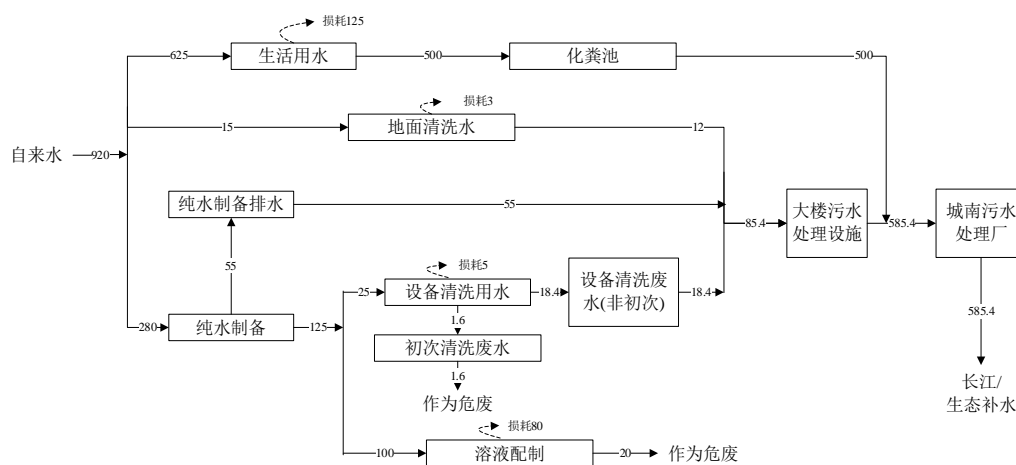 损耗125
625
生活用水
500
化粪池
500
损耗3
15
地面清洗水
12
自来水
920
纯水制备排水
55
85.4
大楼污水
处理设施
585.4
城南污水
处理厂
55
损耗5
25
设备清洗用水
18.4
设备清洗废
水(非初次)
18.4
280
纯水制备
125
1.6
初次清洗废水
1.6
作为危废
585.4
长江/
生态补水
损耗80
100
溶液配制
20
作为危废